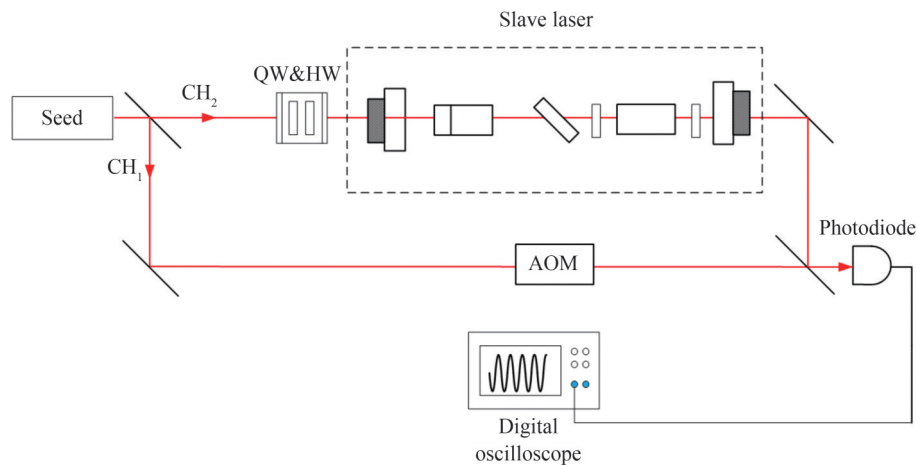 Slave laser
QW&HW
CH₂
Seed
CH₁
Photodiode
AOM
Digital
oscilloscope